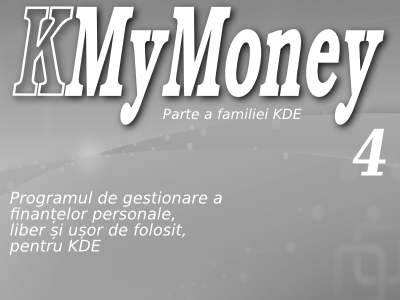 KMyMoney
Parte a familiei KDE
4
Programul de gestionare a
finanțelor personale,
liber și ușor de folosit,
pentru KDE